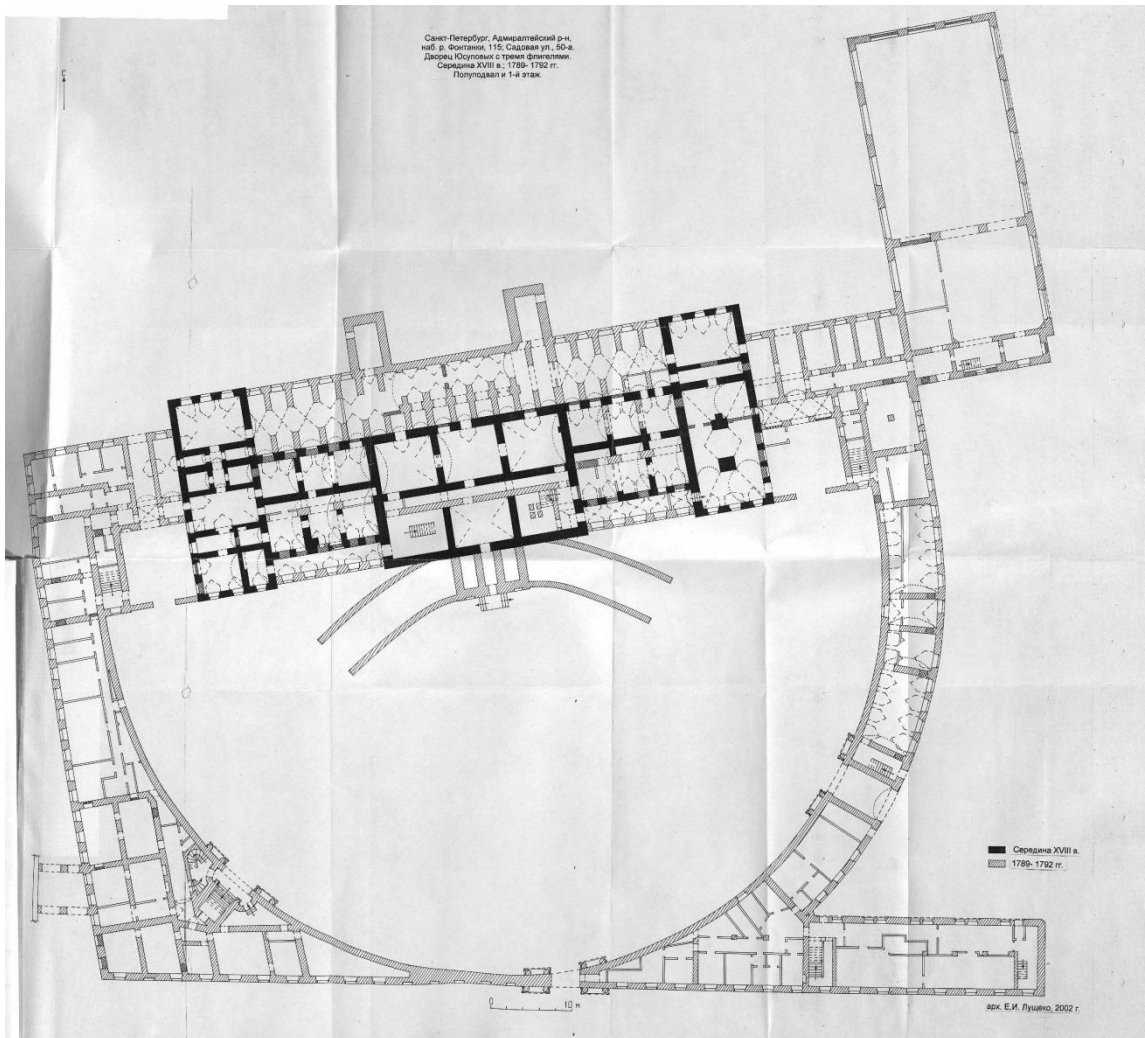 Санкт-Петербург, Адмиралтейский р-н,
наб. р. Фонтанки, 115; Садовая ул., 50-а.
Дворец Юсуповых с тремя флигелями.
Середина XVIII в.; 1789- 1792 гг.
Полуподвал и 1-й этаж.
С
Середина XVIII в.
1789- 1792 гг.
0 10 м.
арх. Е.И. Лущеко, 2002 г.